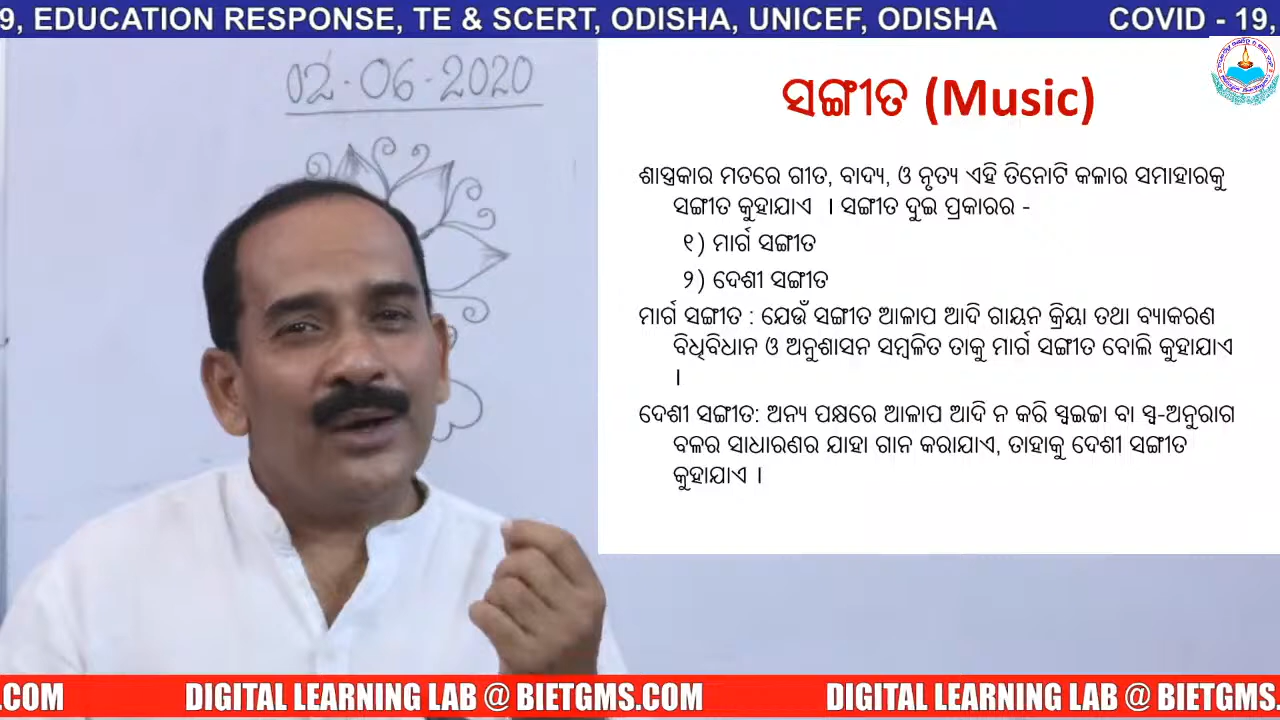 9, EDUCATION RESPONSE, TE & SCERT, ODISHA, UNICEF, ODISHA COVID - 19,
02-06-2020
ସଙ୍ଗୀତ (Music)
ଶାସ୍ତ୍ରକାର ମତରେ ଗୀତ, ବାଦ୍ୟ, ଓ ନୃତ୍ୟ ଏହି ତିନୋଟି କଳାର ସମାହାରକୁ
ସଙ୍ଗୀତ କୁହାଯାଏ । ସଙ୍ଗୀତ ଦୁଇ ପ୍ରକାରର -
୧) ମାର୍ଗ ସଙ୍ଗୀତ
୨) ଦେଶୀ ସଙ୍ଗୀତ
ମାର୍ଗ ସଙ୍ଗୀତ : ଯେଉଁ ସଙ୍ଗୀତ ଆଳାପ ଆଦି ଗାୟନ କ୍ରିୟା ତଥା ବ୍ୟାକରଣ
ବିଧିବିଧାନ ଓ ଅନୁଶାସନ ସମ୍ବଳିତ ତାକୁ ମାର୍ଗ ସଙ୍ଗୀତ ବୋଲି କୁହାଯାଏ
।
ଦେଶୀ ସଙ୍ଗୀତ: ଅନ୍ୟ ପକ୍ଷରେ ଆଳାପ ଆଦି ନ କରି ସ୍ୱଇଚ୍ଚା ବା ସ୍ୱ-ଅନୁରାଗ
ବଳର ସାଧାରଣର ଯାହା ଗାନ କରାଯାଏ, ତାହାକୁ ଦେଶୀ ସଙ୍ଗୀତ
କୁହାଯାଏ ।
.COM DIGITAL LEARNING LAB @ BIETGMS.COM DIGITAL LEARNING LAB @ BIETGMS.